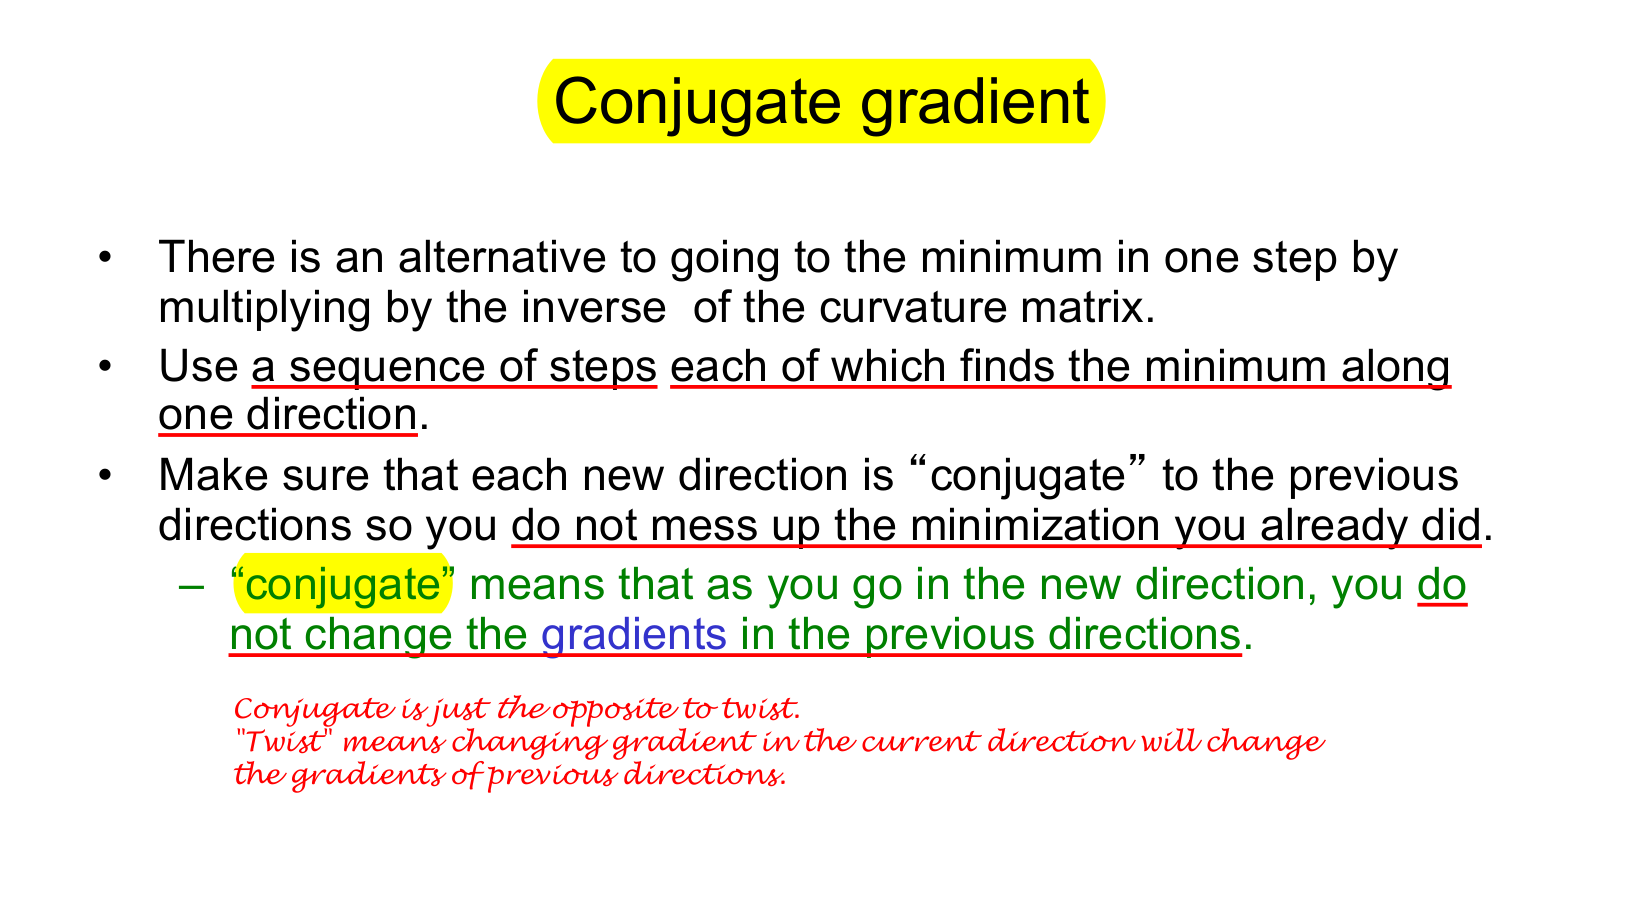 Conjugate gradient
• There is an alternative to going to the minimum in one step by
multiplying by the inverse  of the curvature matrix.
• Use a sequence of steps each of which finds the minimum along
one direction.
• Make sure that each new direction is “conjugate” to the previous
directions so you do not mess up the minimization you already did.
– “conjugate” means that as you go in the new direction, you do
not change the gradients in the previous directions.
Conjugate is just the opposite to twist.
"Twist" means changing gradient in the current direction will change
the gradients of previous directions.